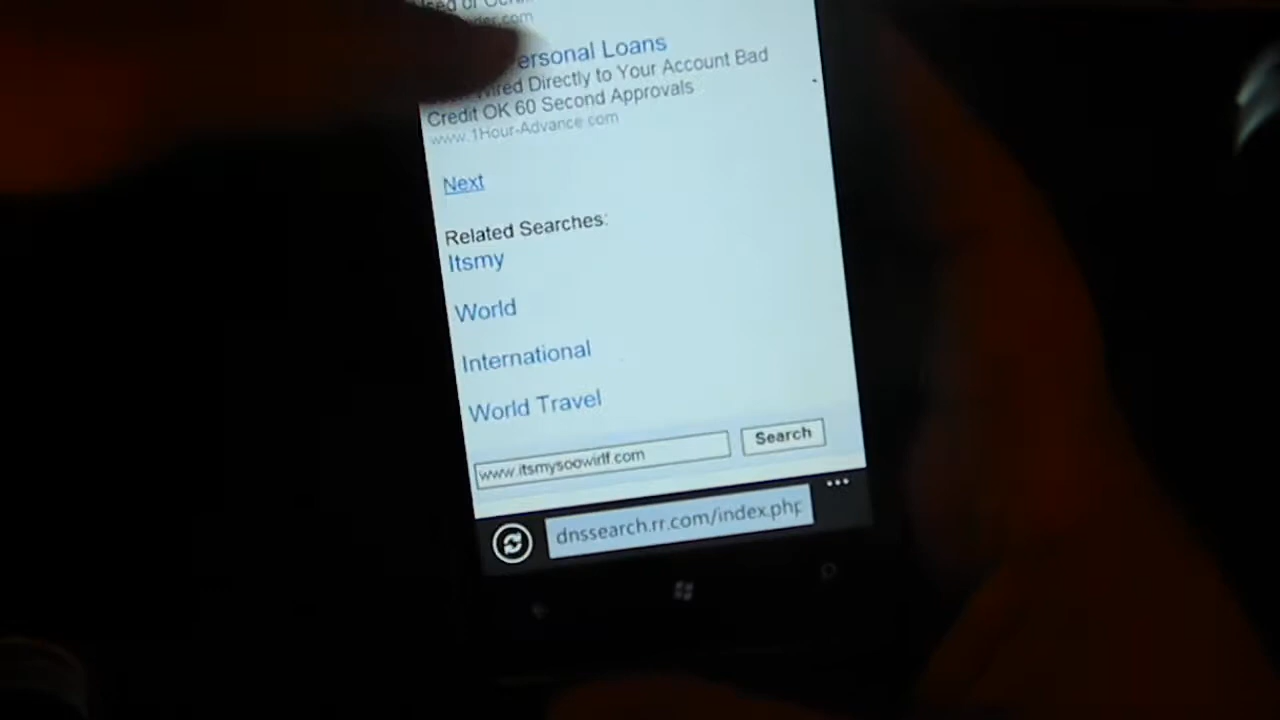 ersonal Loans
Directly to Your Account Bad
Credit OK 60 Second Approvals
www.1Hour-Advance.com
Next
Related Searches:
Itsmy
World
International
World Travel
www.itsmysoowirlf.com
Search
dnssearch.rr.com/index.php